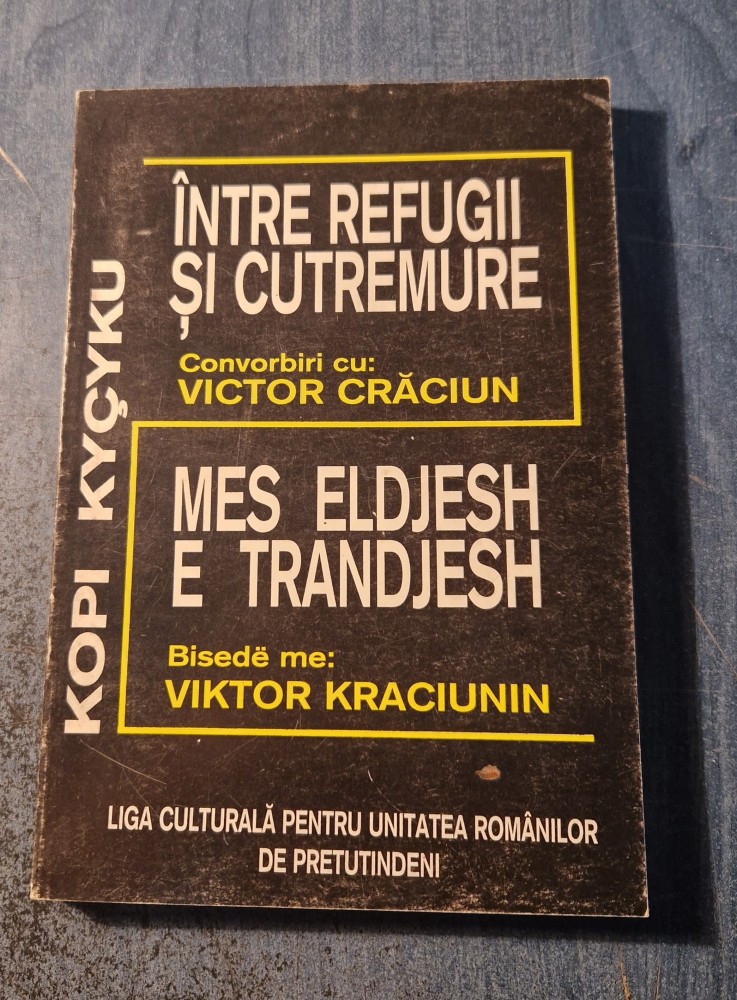 KOPI KYÇYKU
ÎNTRE REFUGII
ȘI CUTREMURE
Convorbiri cu:
VICTOR CRĂCIUN
MES ELDJESH
E TRANDJESH
Bisedë me:
VIKTOR KRACIUNIN
LIGA CULTURALĂ PENTRU UNITATEA ROMÂNILOR
DE PRETUTINDENI